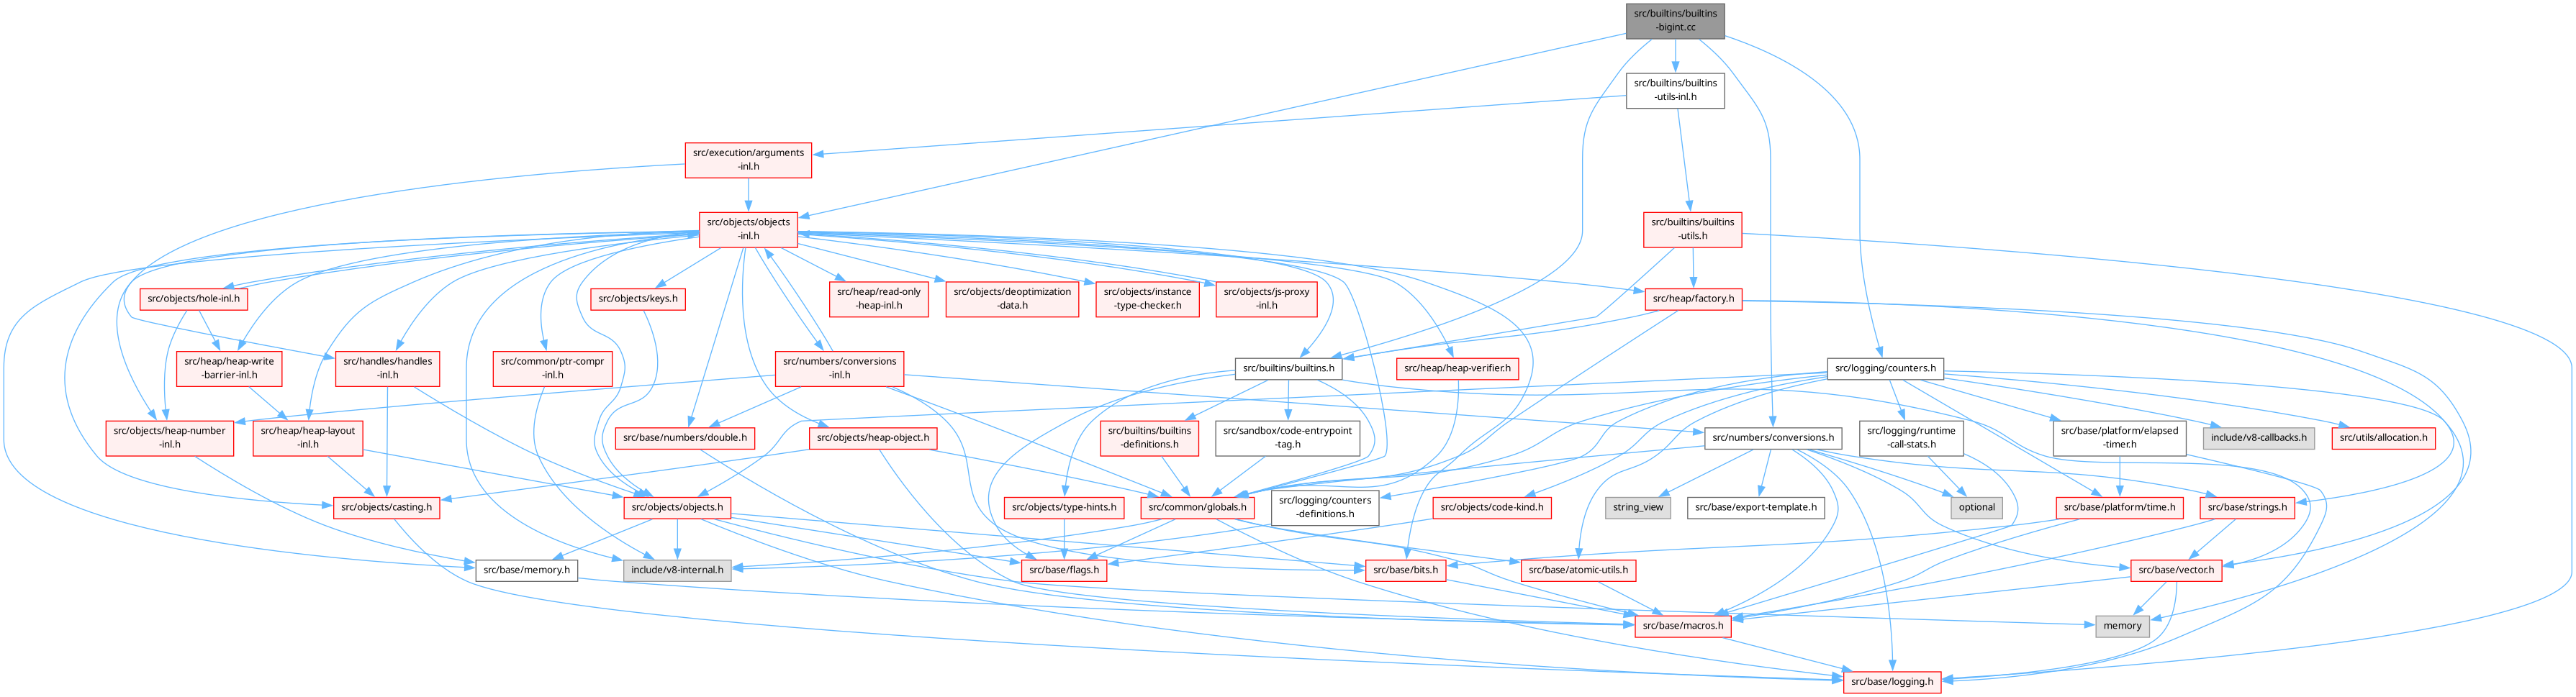 src/builtins/builtins
-bigint.cc
src/builtins/builtins
-utils-inl.h
src/execution/arguments
-inl.h
src/objects/objects
-inl.h
src/builtins/builtins
-utils.h
src/objects/hole-inl.h
src/objects/keys.h
src/heap/read-only
-heap-inl.h
src/objects/deoptimization
-data.h
src/objects/instance
-type-checker.h
src/objects/js-proxy
-inl.h
src/heap/factory.h
src/heap/heap-write
-barrier-inl.h
src/handles/handles
-inl.h
src/common/ptr-compr
-inl.h
src/numbers/conversions
-inl.h
src/builtins/builtins.h
src/heap/heap-verifier.h
src/logging/counters.h
src/objects/heap-number
-inl.h
src/heap/heap-layout
-inl.h
src/base/numbers/double.h
src/objects/heap-object.h
src/builtins/builtins
-definitions.h
src/sandbox/code-entrypoint
-tag.h
src/numbers/conversions.h
src/logging/runtime
-call-stats.h
src/base/platform/elapsed
-timer.h
include/v8-callbacks.h
src/utils/allocation.h
src/objects/casting.h
src/objects/objects.h
src/objects/type-hints.h
src/common/globals.h
src/logging/counters
-definitions.h
src/objects/code-kind.h
string_view
src/base/export-template.h
optional
src/base/platform/time.h
src/base/strings.h
src/base/memory.h
include/v8-internal.h
src/base/flags.h
src/base/bits.h
src/base/atomic-utils.h
src/base/vector.h
src/base/macros.h
memory
src/base/logging.h